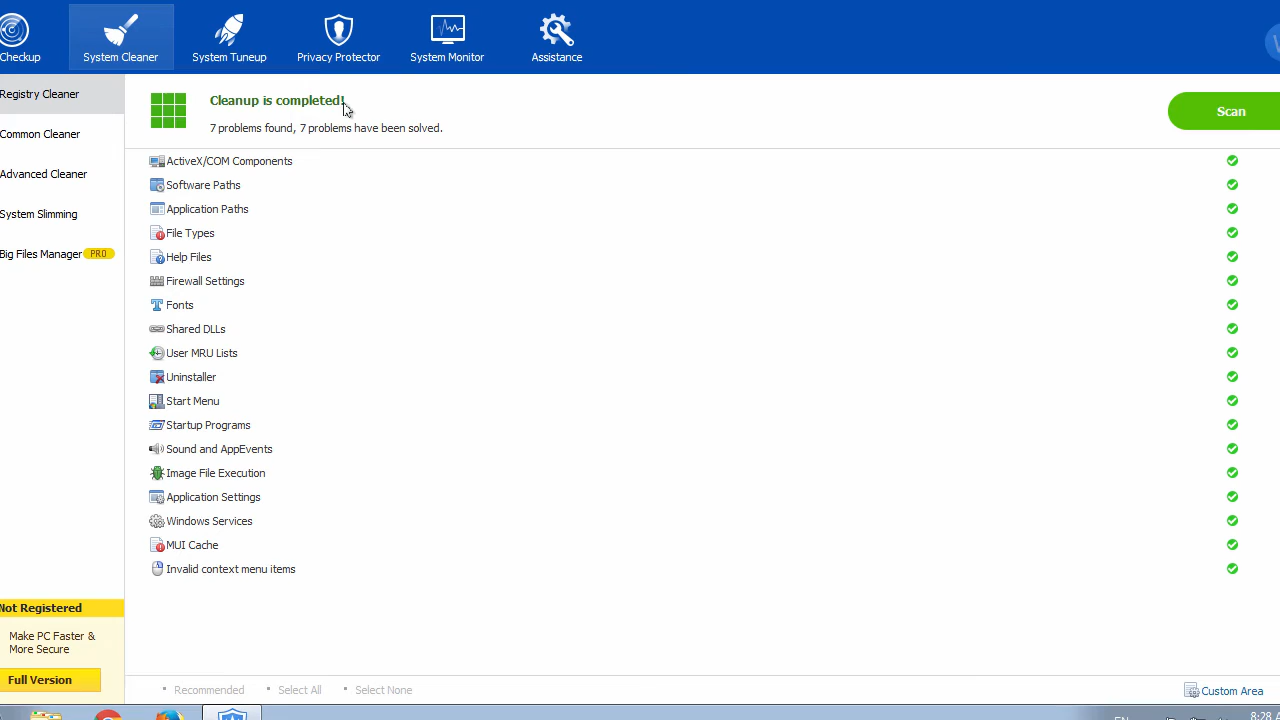 Checkup
System Cleaner
System Tuneup
Privacy Protector
System Monitor
Assistance
Registry Cleaner
Common Cleaner
Advanced Cleaner
System Slimming
Big Files Manager PRO
Cleanup is completed!
7 problems found, 7 problems have been solved.
Scan
ActiveX/COM Components
Software Paths
Application Paths
File Types
Help Files
Firewall Settings
Fonts
Shared DLLs
User MRU Lists
Uninstaller
Start Menu
Startup Programs
Sound and AppEvents
Image File Execution
Application Settings
Windows Services
MUI Cache
Invalid context menu items
Not Registered
Make PC Faster &
More Secure
Full Version
Recommended
Select All
Select None
Custom Area
EN
8:28